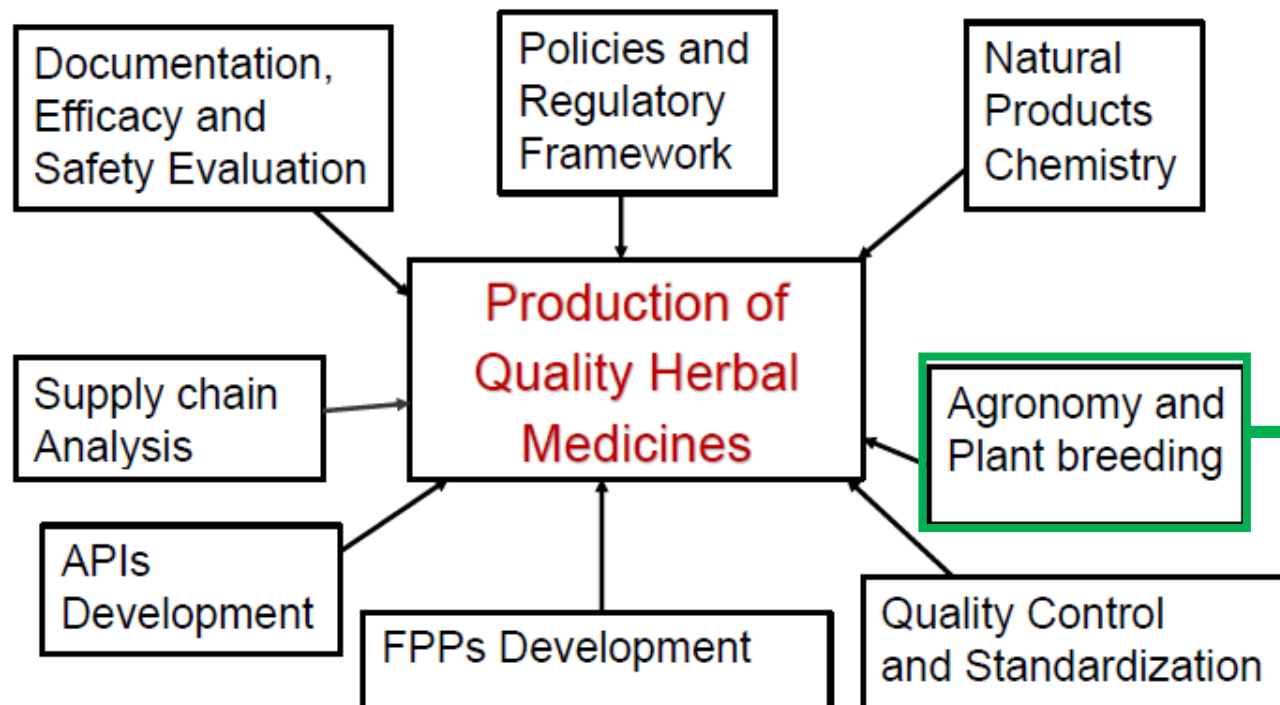 Documentation,
Efficacy and
Safety Evaluation
Policies and
Regulatory
Framework
Natural
Products
Chemistry
Production of
Quality Herbal
Medicines
Supply chain
Analysis
Agronomy and
Plant breeding
APIs
Development
FPPs Development
Quality Control
and Standardization